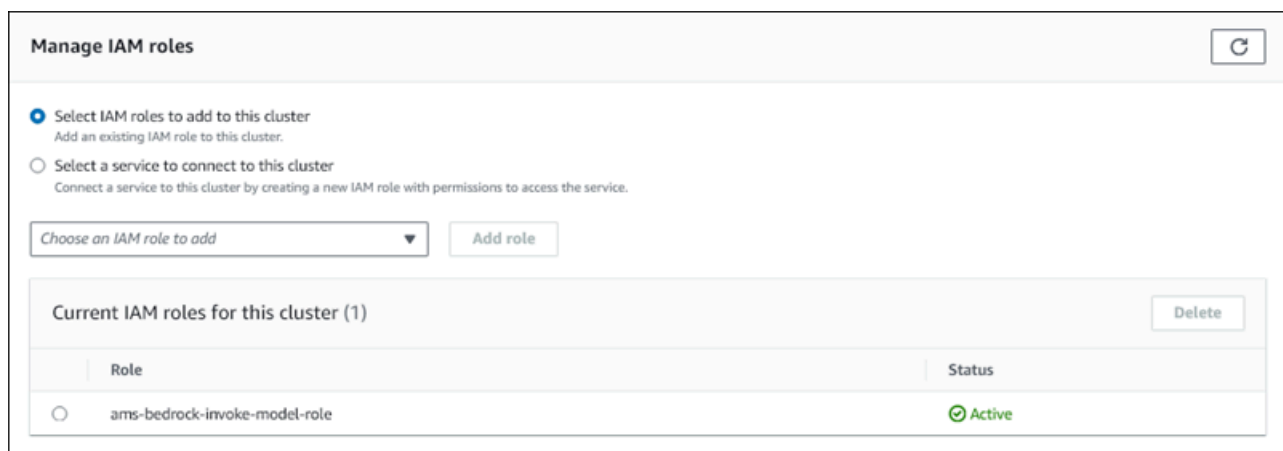 Manage IAM roles
Select IAM roles to add to this cluster
Add an existing IAM role to this cluster.
Select a service to connect to this cluster
Connect a service to this cluster by creating a new IAM role with permissions to access the service.
Choose an IAM role to add
Add role
Current IAM roles for this cluster (1)
Delete
Role
Status
ams-bedrock-invoke-model-role
Active